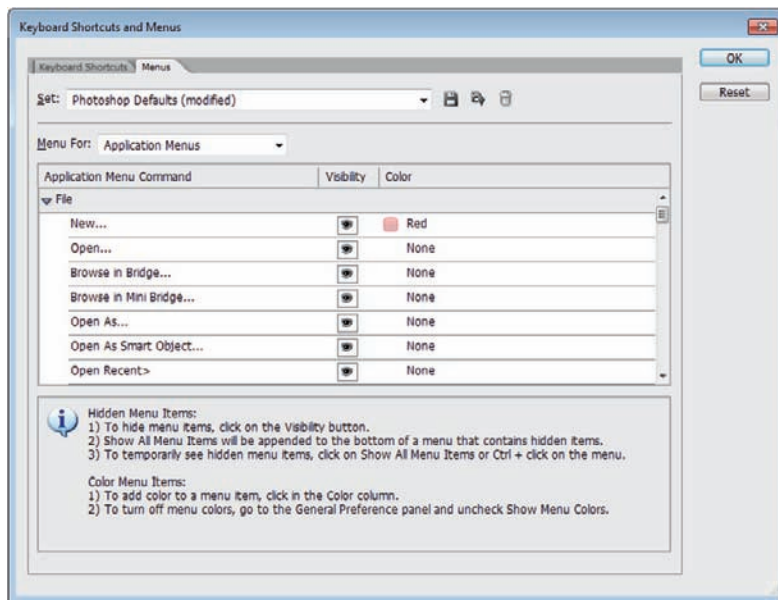 Keyboard Shortcuts and Menus
Keyboard Shortcuts Menus
OK
Set: Photoshop Defaults (modified)
Reset
Menu For: Application Menus
Application Menu Command Visibility Color
File
New... Red
Open... None
Browse in Bridge... None
Browse in Mini Bridge... None
Open As... None
Open As Smart Object... None
Open Recent> None
Hidden Menu Items:
1) To hide menu items, click on the Visibility button.
2) Show All Menu Items will be appended to the bottom of a menu that contains hidden items.
3) To temporarily see hidden menu items, click on Show All Menu Items or Ctrl + click on the menu.
Color Menu Items:
1) To add color to a menu item, click in the Color column.
2) To turn off menu colors, go to the General Preference panel and uncheck Show Menu Colors.